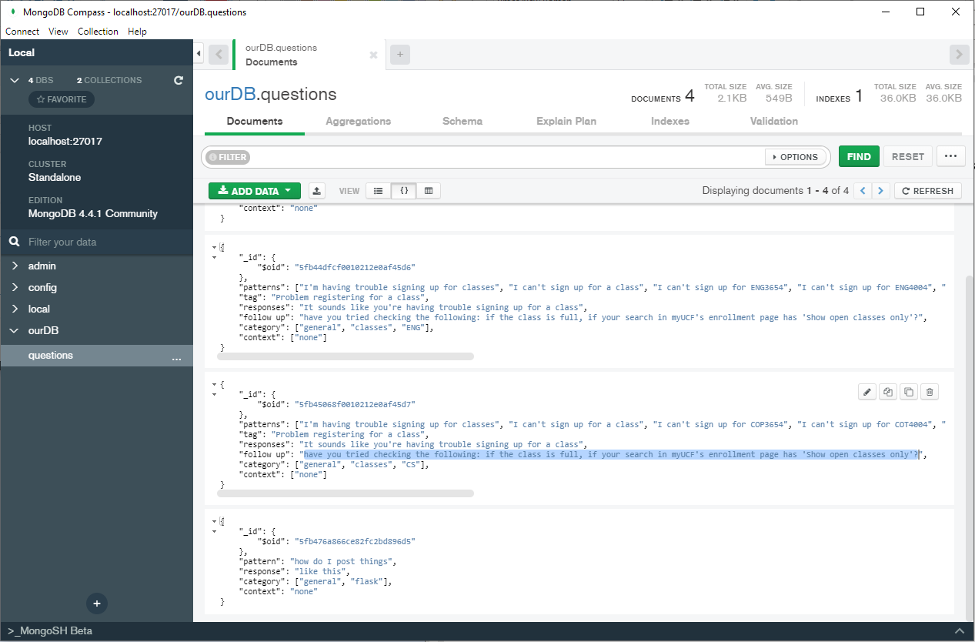 MongoDB Compass - localhost:27017/ourDB.questions
Connect View Collection Help
Local
4 DBS 2 COLLECTIONS
FAVORITE
HOST
localhost:27017
CLUSTER
Standalone
EDITION
MongoDB 4.4.1 Community
Filter your data
admin
config
local
ourDB
questions ...
>_MongoSH Beta
ourDB.questions
Documents
ourDB.questions
DOCUMENTS 4 TOTAL SIZE 2.1KB AVG. SIZE 549B INDEXES 1 TOTAL SIZE 36.0KB AVG. SIZE 36.0KB
Documents Aggregations Schema Explain Plan Indexes Validation
FILTER OPTIONS FIND RESET ...
ADD DATA VIEW {} Displaying documents 1 - 4 of 4 < > REFRESH
"context": "none"
}
{
"_id": {
"$oid": "5fb44dfcf0010212e0af45d6"
},
"patterns": ["I'm having trouble signing up for classes", "I can't sign up for a class", "I can't sign up for ENG3654", "I can't sign up for ENG4004", "
"tag": "Problem registering for a class",
"responses": "It sounds like you're having trouble signing up for a class",
"follow up": "have you tried checking the following: if the class is full, if your search in myUCF's enrollment page has 'Show open classes only'?",
"category": ["general", "classes", "ENG"],
"context": ["none"]
}
{
"_id": {
"$oid": "5fb45068f0010212e0af45d7"
},
"patterns": ["I'm having trouble signing up for classes", "I can't sign up for a class", "I can't sign up for COP3654", "I can't sign up for COT4004", "
"tag": "Problem registering for a class",
"responses": "It sounds like you're having trouble signing up for a class",
"follow up": "have you tried checking the following: if the class is full, if your search in myUCF's enrollment page has 'Show open classes only'?",
"category": ["general", "classes", "CS"],
"context": ["none"]
}
{
"_id": {
"$oid": "5fb476a866ce82fc2bd896d5"
},
"pattern": "how do I post things",
"response": "like this",
"category": ["general", "flask"],
"context": "none"
}